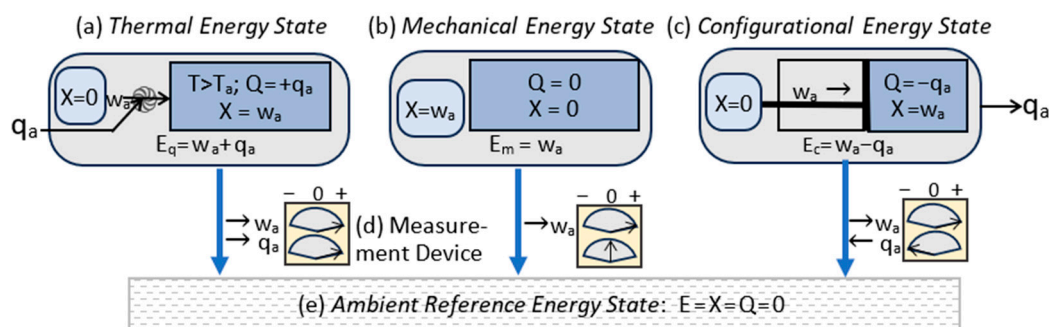 (a) Thermal Energy State
X=0
wₐ
T>Tₐ; Q=+qₐ
X = wₐ
qₐ
E_q=wₐ+ qₐ
(b) Mechanical Energy State
X=wₐ
Q = 0
X = 0
Eₘ = wₐ
(c) Configurational Energy State
X=0
wₐ →
Q=−qₐ
X=wₐ
qₐ
E_c=wₐ−qₐ
− 0 +
wₐ
qₐ
(d) Measure-
ment Device
− 0 +
wₐ
− 0 +
wₐ
qₐ
(e) Ambient Reference Energy State: E=X=Q=0